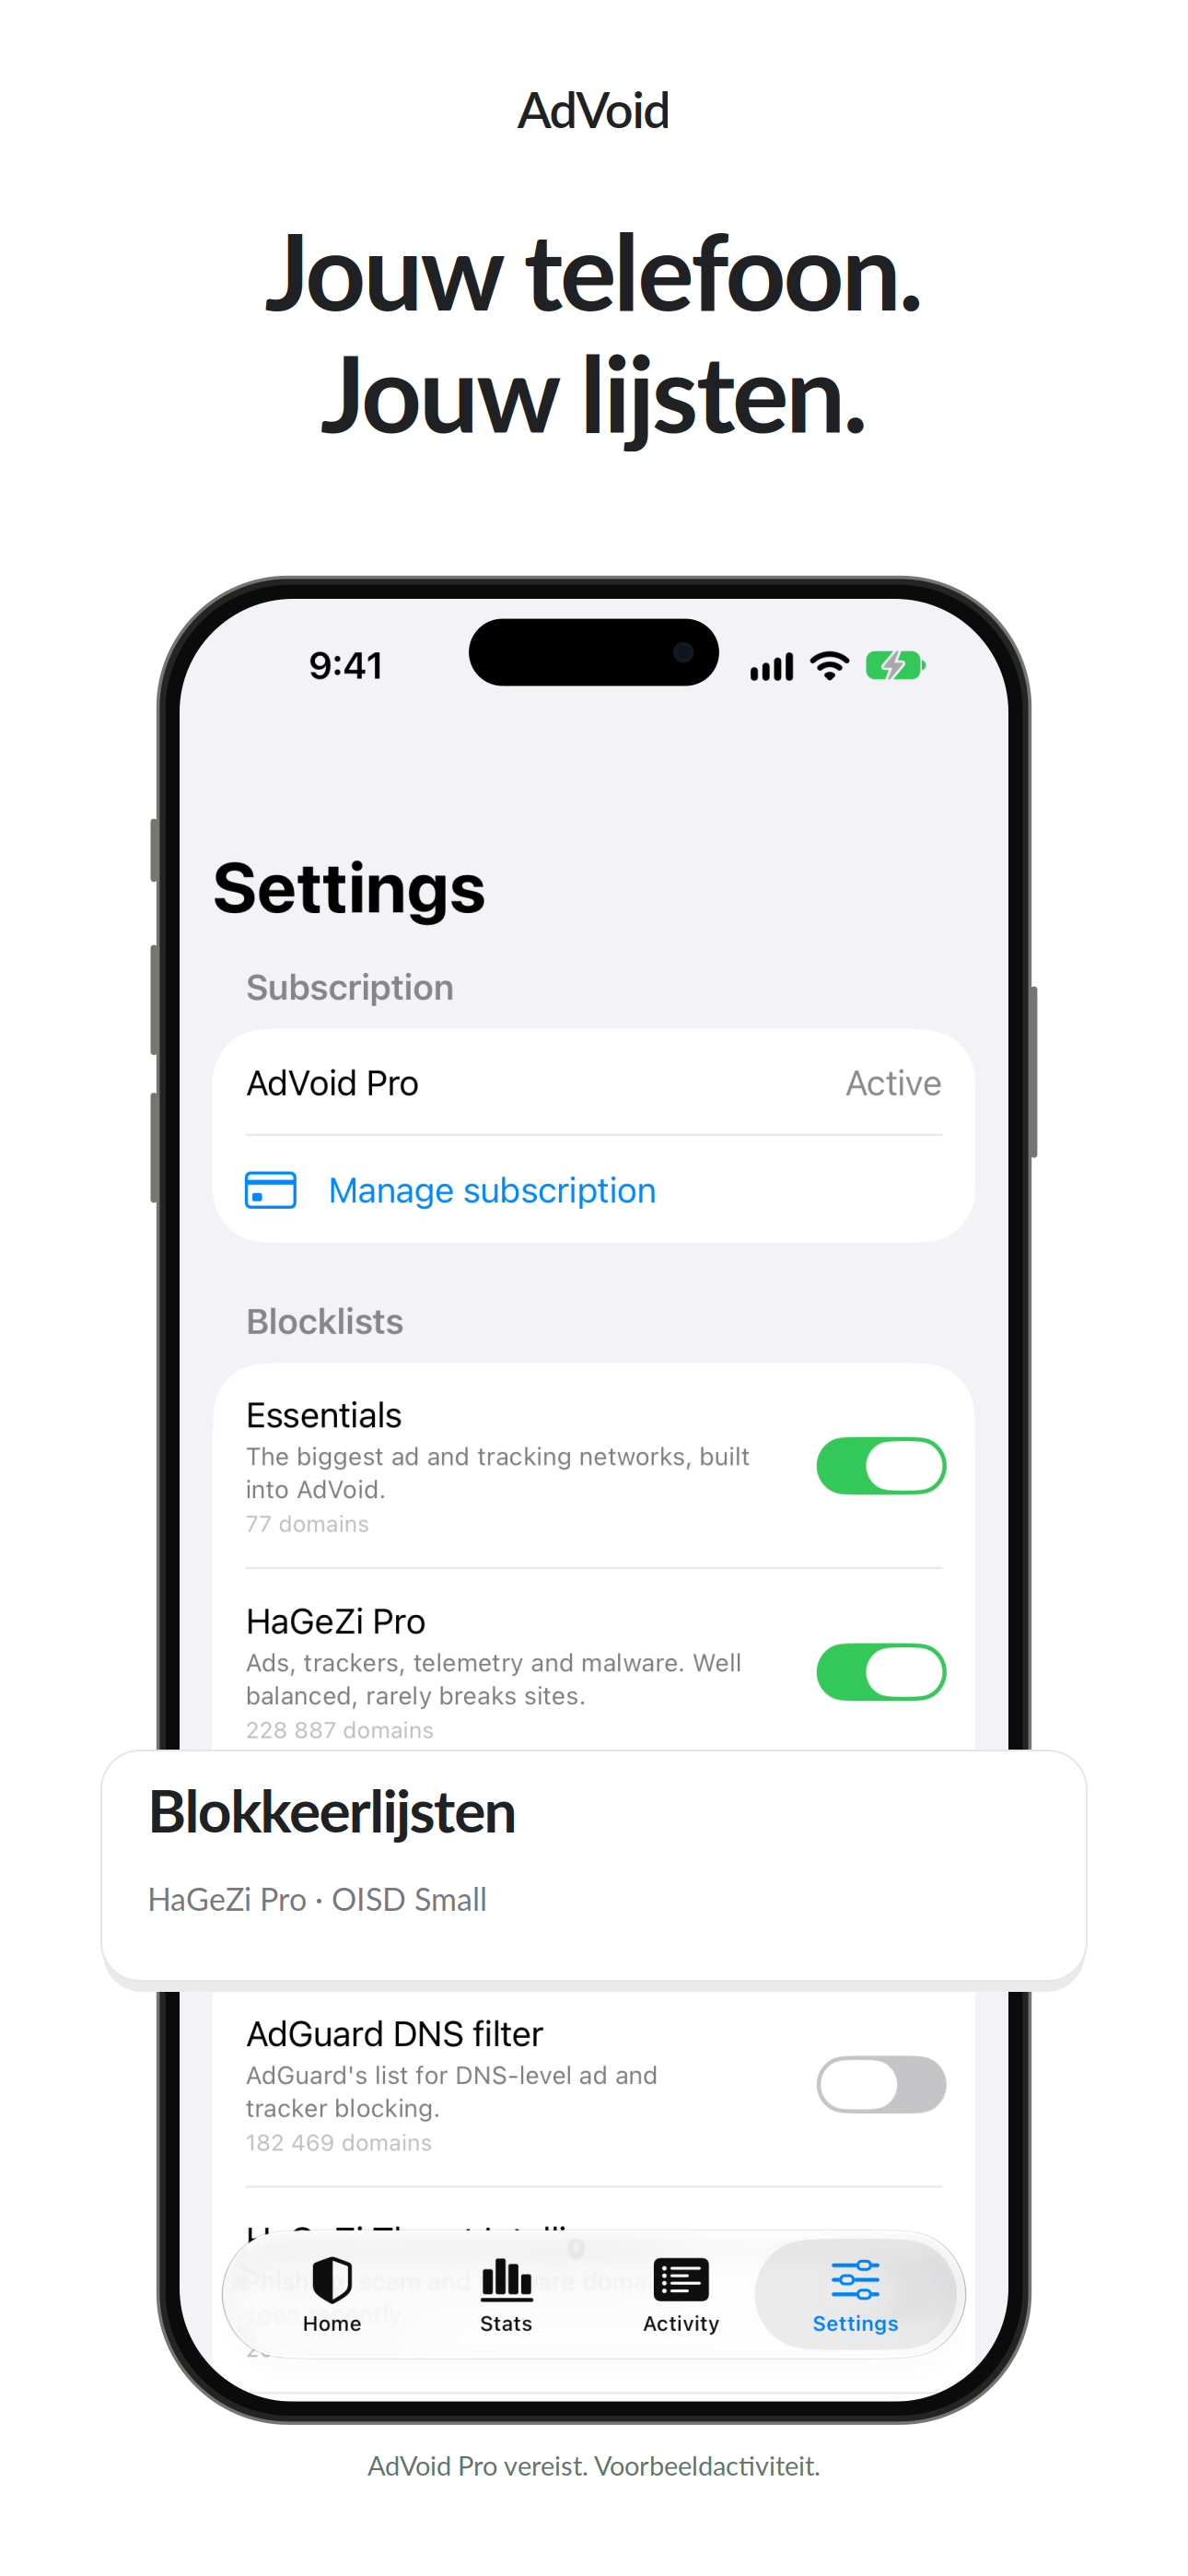 AdVoid
Jouw telefoon.
Jouw lijsten.
9:41
Settings
Subscription
AdVoid Pro
Active
Manage subscription
Blocklists
Essentials
The biggest ad and tracking networks, built
into AdVoid.
77 domains
HaGeZi Pro
Ads, trackers, telemetry and malware. Well
balanced, rarely breaks sites.
228 887 domains
Blokkeerlijsten
HaGeZi Pro · OISD Small
AdGuard DNS filter
AdGuard's list for DNS-level ad and
tracker blocking.
182 469 domains
Home
Stats
Activity
Settings
AdVoid Pro vereist. Voorbeeldactiviteit.